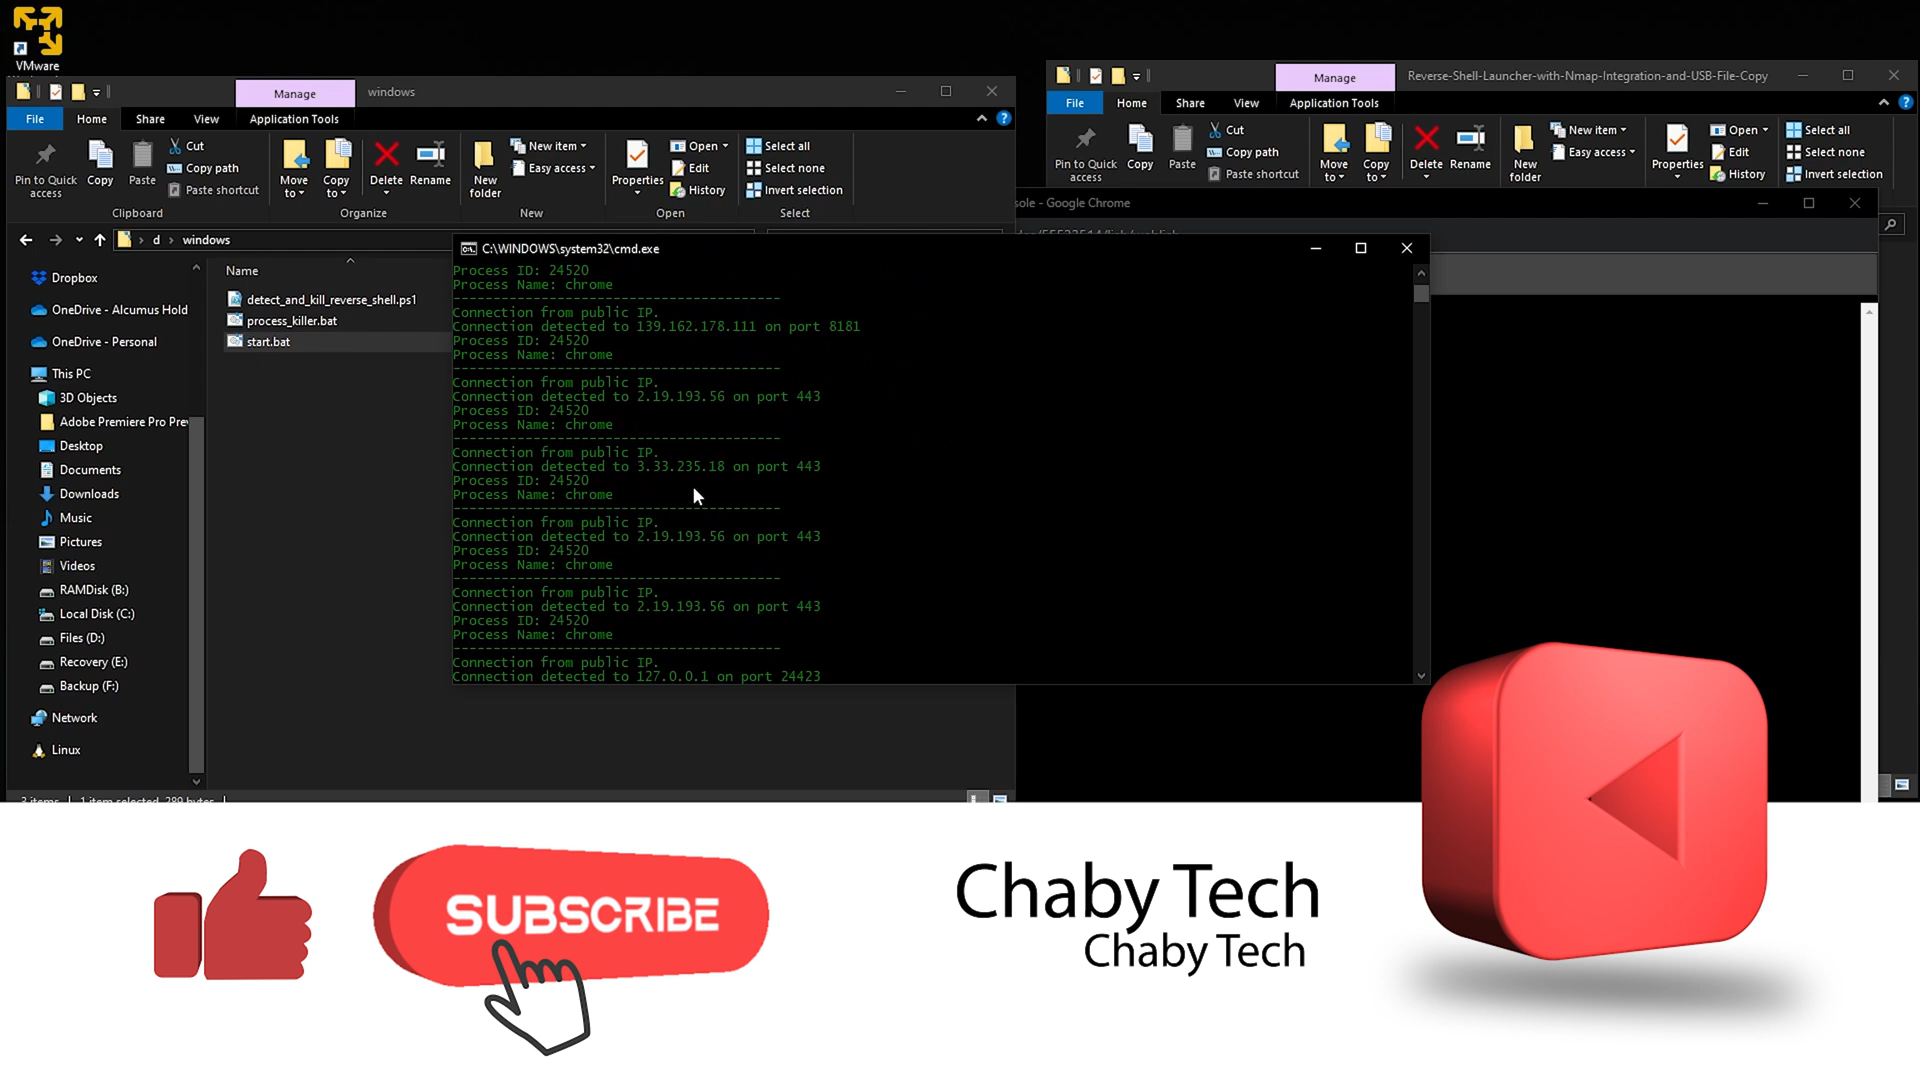 VMware
Manage
windows
File
Home
Share
View
Application Tools
Pin to Quick access
Copy
Paste
Cut
Copy path
Paste shortcut
Move to
Copy to
Delete
Rename
New folder
New item
Easy access
Properties
Open
Edit
History
Select all
Select none
Invert selection
Clipboard
Organize
New
Open
Select
d
windows
Dropbox
OneDrive - Alcumus Hold
OneDrive - Personal
This PC
3D Objects
Adobe Premiere Pro Prev
Desktop
Documents
Downloads
Music
Pictures
Videos
RAMDisk (B:)
Local Disk (C:)
Files (D:)
Recovery (E:)
Backup (F:)
Network
Linux
Name
detect_and_kill_reverse_shell.ps1
process_killer.bat
start.bat
3 items
1 item selected 289 bytes
Manage
Reverse-Shell-Launcher-with-Nmap-Integration-and-USB-File-Copy
File
Home
Share
View
Application Tools
Pin to Quick access
Copy
Paste
Cut
Copy path
Paste shortcut
Move to
Copy to
Delete
Rename
New folder
New item
Easy access
Properties
Open
Edit
History
Select all
Select none
Invert selection
sole - Google Chrome
C:\WINDOWS\system32\cmd.exe
Process ID: 24520
Process Name: chrome
-----------------------------------------
Connection from public IP.
Connection detected to 139.162.178.111 on port 8181
Process ID: 24520
Process Name: chrome
-----------------------------------------
Connection from public IP.
Connection detected to 2.19.193.56 on port 443
Process ID: 24520
Process Name: chrome
-----------------------------------------
Connection from public IP.
Connection detected to 3.33.235.18 on port 443
Process ID: 24520
Process Name: chrome
-----------------------------------------
Connection from public IP.
Connection detected to 2.19.193.56 on port 443
Process ID: 24520
Process Name: chrome
-----------------------------------------
Connection from public IP.
Connection detected to 2.19.193.56 on port 443
Process ID: 24520
Process Name: chrome
-----------------------------------------
Connection from public IP.
Connection detected to 127.0.0.1 on port 24423
SUBSCRIBE
Chaby Tech
Chaby Tech